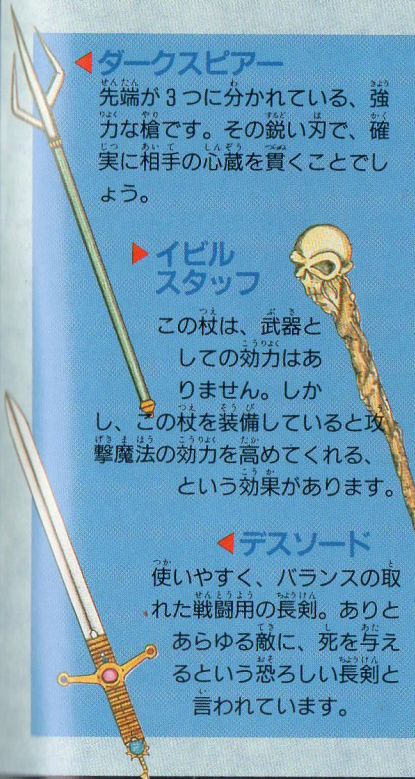 ダークスピアー
先端が3つに分かれている、強
力な槍です。その鋭い刃で、確
実に相手の心蔵を貫くことでし
ょう。
イビル
スタッフ
この杖は、武器と
しての効力はあ
りません。しか
し、この杖を装備していると攻
撃魔法の効力を高めてくれる、
という効果があります。
デスソード
使いやすく、バランスの取
れた戦闘用の長剣。ありと
あらゆる敵に、死を与え
るという恐ろしい長剣と
言われています。